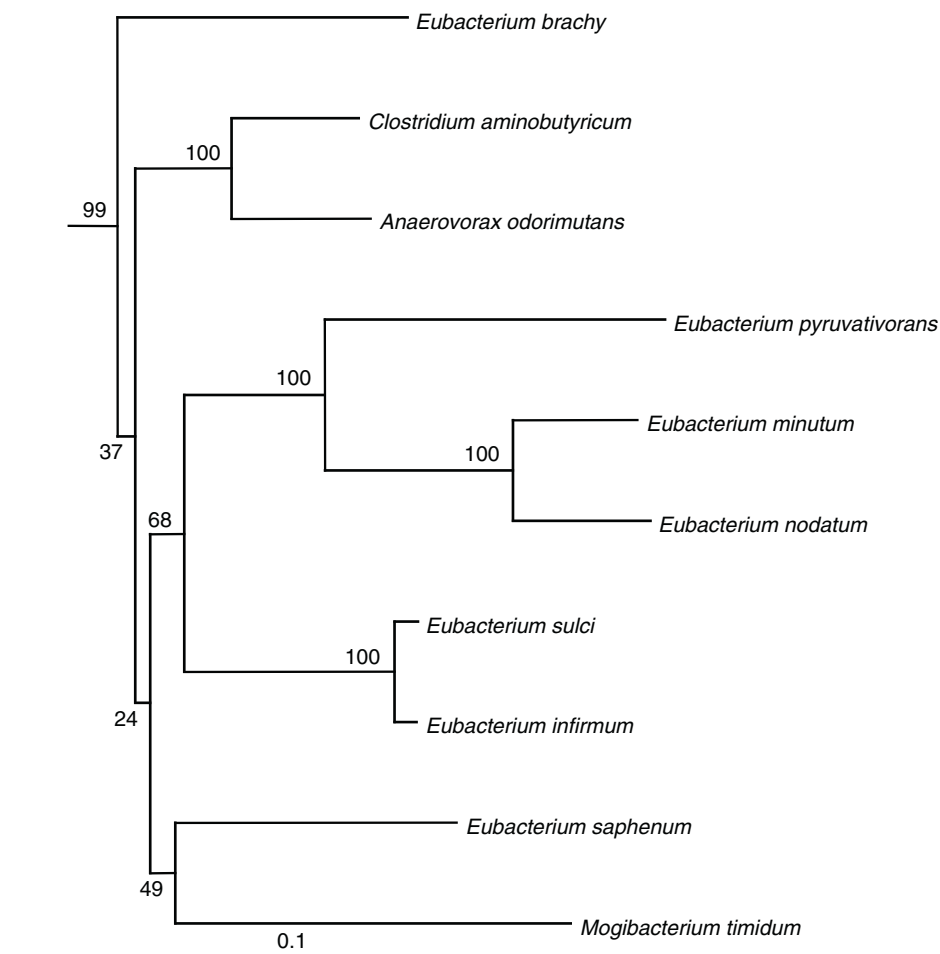 Eubacterium brachy
Clostridium aminobutyricum
100
99
Anaerovorax odorimutans
Eubacterium pyruvativorans
100
Eubacterium minutum
37
100
68
Eubacterium nodatum
Eubacterium sulci
100
24
Eubacterium infirmum
Eubacterium saphenum
49
Mogibacterium timidum
0.1